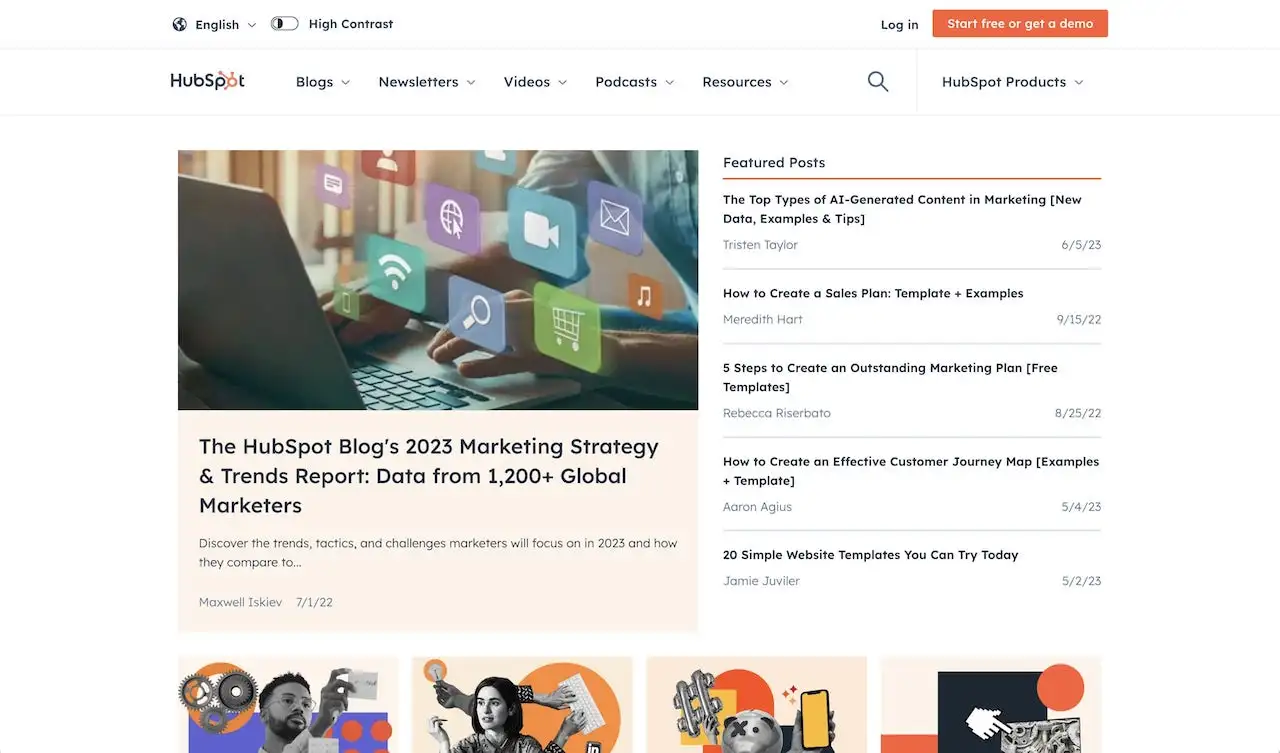 English
High Contrast
Log in
Start free or get a demo
HubSpot
Blogs
Newsletters
Videos
Podcasts
Resources
HubSpot Products
The HubSpot Blog's 2023 Marketing Strategy
& Trends Report: Data from 1,200+ Global
Marketers
Discover the trends, tactics, and challenges marketers will focus on in 2023 and how
they compare to...
Maxwell Iskiev 7/1/22
Featured Posts
The Top Types of AI-Generated Content in Marketing [New
Data, Examples & Tips]
Tristen Taylor 6/5/23
How to Create a Sales Plan: Template + Examples
Meredith Hart 9/15/22
5 Steps to Create an Outstanding Marketing Plan [Free
Templates]
Rebecca Riserbato 8/25/22
How to Create an Effective Customer Journey Map [Examples
+ Template]
Aaron Agius 5/4/23
20 Simple Website Templates You Can Try Today
Jamie Juviler 5/2/23
in